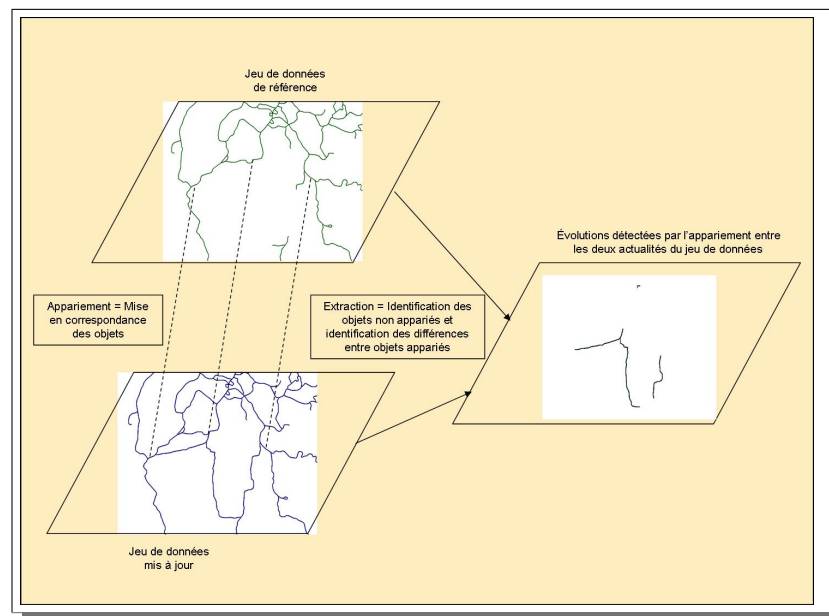 Jeu de données
de référence
Évolutions détectées par l'appariement entre
les deux actualités du jeu de données
Appariement = Mise
en correspondance
des objets
Extraction = Identification des
objets non appariés et
identification des différences
entre objets appariés
Jeu de données
mis à jour